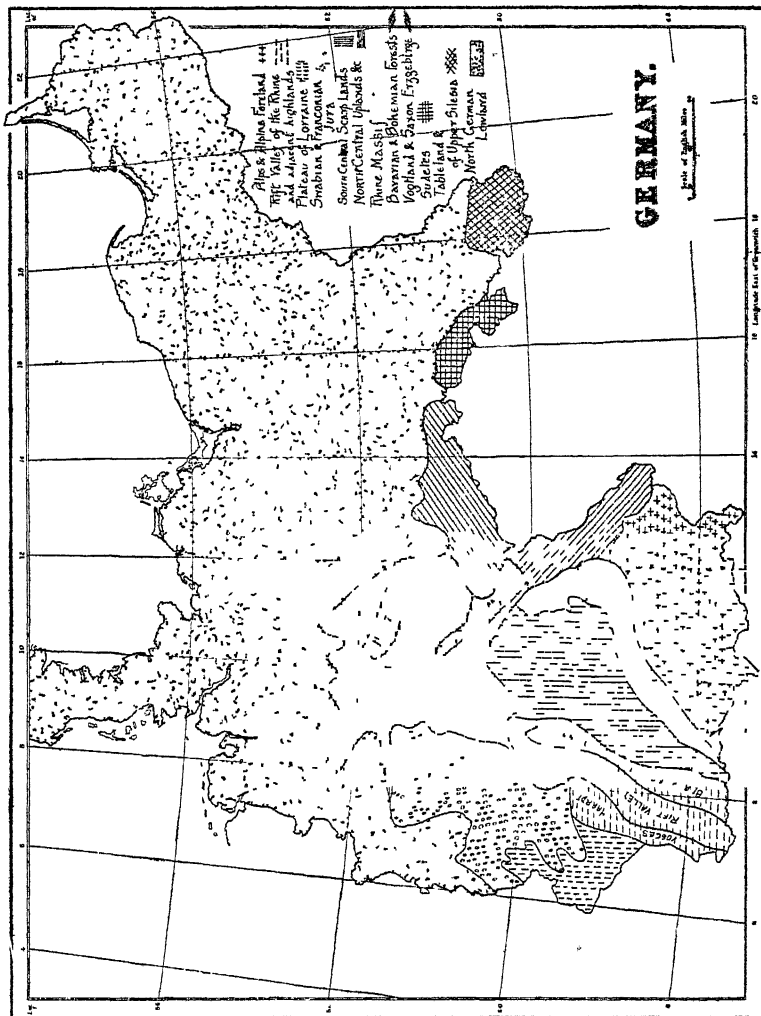 Alps & Alpine Foreland
Rift Valley of the Rhine
and adjacent highlands
Plateau of Lorraine
Swabian & Franconian
Jura
South Central Scarp Lands
North Central Uplands &c
Rhine Massif
Bavarian & Bohemian Forests
Vogtland & Saxon Erzgebirge
Sudetes
Tableland &
of Upper Silesia
North German
Lowland
GERMANY.
Scale of English Miles
Longitude East of Greenwich
VOSGES
HARDT
RIFT VALLEY